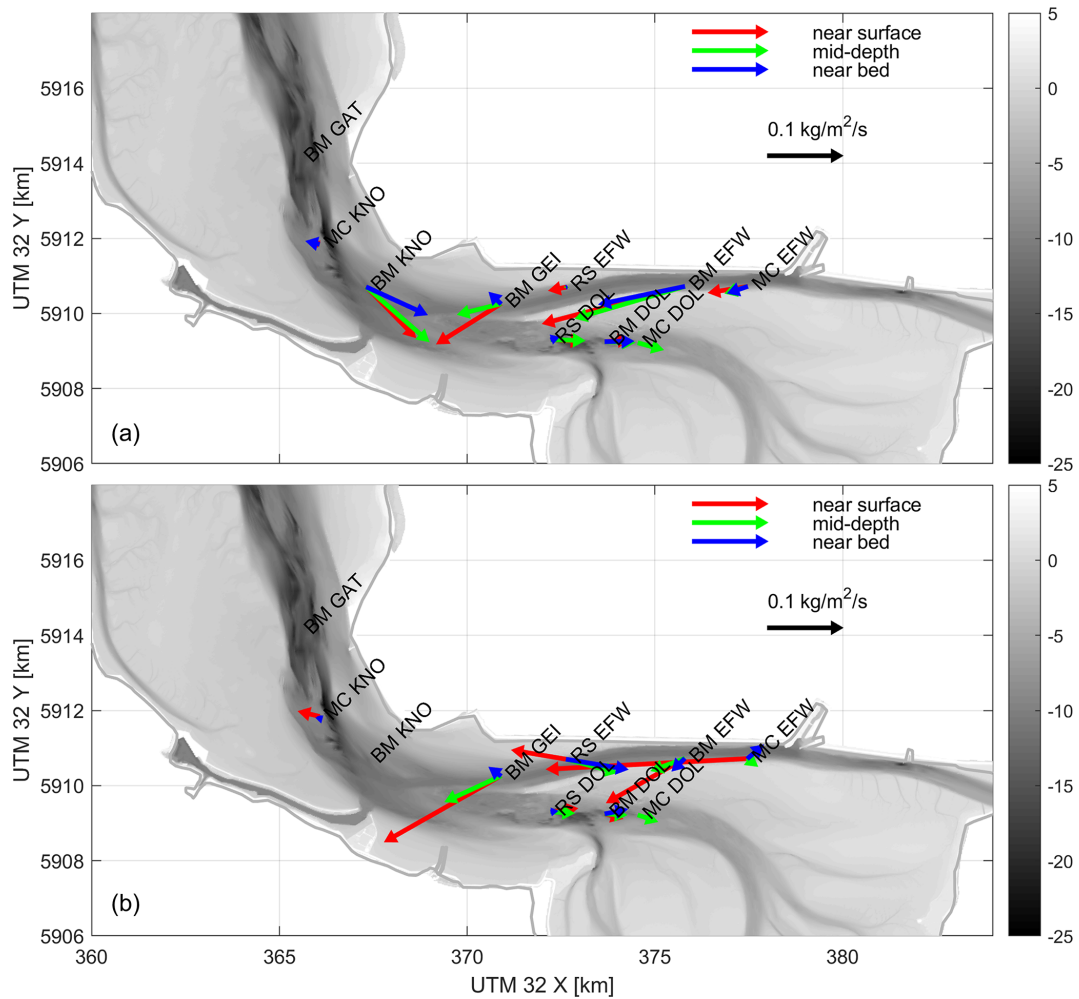 near surface
mid-depth
near bed
0.1 kg/m²/s
BM GAT
MC KNO
BM KNO
BM GEI
RS EFW
BM EFW
MC EFW
RS DOL
BM DOL
MC DOL
(a)
UTM 32 Y [km]
5916
5914
5912
5910
5908
5906
5
0
-5
-10
-15
-20
-25
near surface
mid-depth
near bed
0.1 kg/m²/s
BM GAT
MC KNO
BM KNO
BM GEI
RS EFW
BM EFW
MC EFW
RS DOL
BM DOL
MC DOL
(b)
UTM 32 Y [km]
5916
5914
5912
5910
5908
5906
5
0
-5
-10
-15
-20
-25
360 365 370 375 380
UTM 32 X [km]